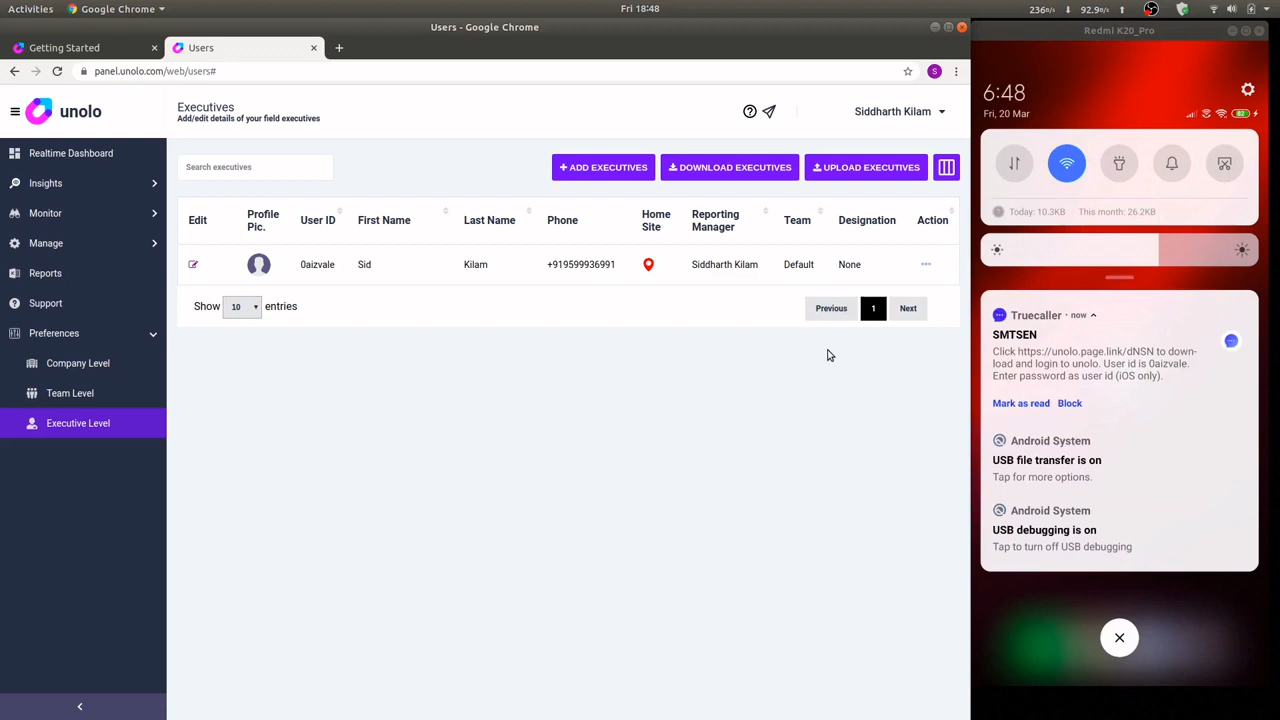 Activities
Google Chrome
Fri 18:48
236B/s
92.9B/s
Users - Google Chrome
Getting Started
Users
panel.unolo.com/web/users#
S
unolo
Executives
Add/edit details of your field executives
Siddharth Kilam
Realtime Dashboard
Insights
Monitor
Manage
Reports
Support
Preferences
Company Level
Team Level
Executive Level
Search executives
ADD EXECUTIVES
DOWNLOAD EXECUTIVES
UPLOAD EXECUTIVES
Edit
Profile Pic.
User ID
First Name
Last Name
Phone
Home Site
Reporting Manager
Team
Designation
Action
0aizvale
Sid
Kilam
+919599936991
Siddharth Kilam
Default
None
Show 10 entries
Previous
1
Next
Redmi K20_Pro
6:48
Fri, 20 Mar
82
Today: 10.3KB
This month: 26.2KB
Truecaller • now
SMTSEN
Click https://unolo.page.link/dNSN to down-
load and login to unolo. User id is 0aizvale.
Enter password as user id (iOS only).
Mark as read
Block
Android System
USB file transfer is on
Tap for more options.
Android System
USB debugging is on
Tap to turn off USB debugging